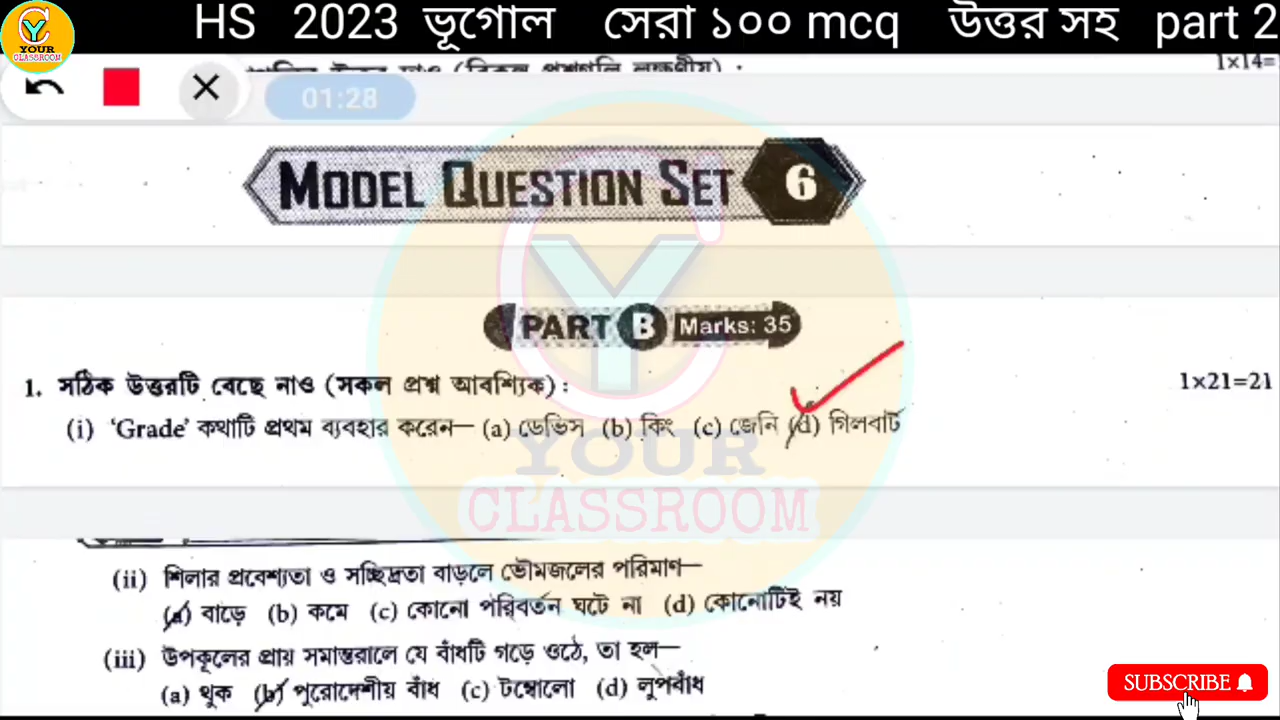 HS 2023 ভূগোল সেরা ১০০ mcq উত্তর সহ part 2
YOUR
CLASSROOM
1x14=
01:28
MODEL QUESTION SET 6
PART B Marks: 35
1. সঠিক উত্তরটি বেছে নাও (সকল প্রশ্ন আবশ্যিক) : 1×21=21
(i) ‘Grade’ কথাটি প্রথম ব্যবহার করেন— (a) ডেভিস (b) কিং (c) জেনি (d) গিলবার্ট
YOUR
CLASSROOM
(ii) শিলার প্রবেশ্যতা ও সচ্ছিদ্রতা বাড়লে ভৌমজলের পরিমাণ—
(a) বাড়ে (b) কমে (c) কোনো পরিবর্তন ঘটে না (d) কোনোটিই নয়
(iii) উপকূলের প্রায় সমান্তরালে যে বাঁধটি গড়ে ওঠে, তা হল—
(a) থুক (b) পুরোদেশীয় বাঁধ (c) টম্বোলো (d) লুপবাঁধ
SUBSCRIBE